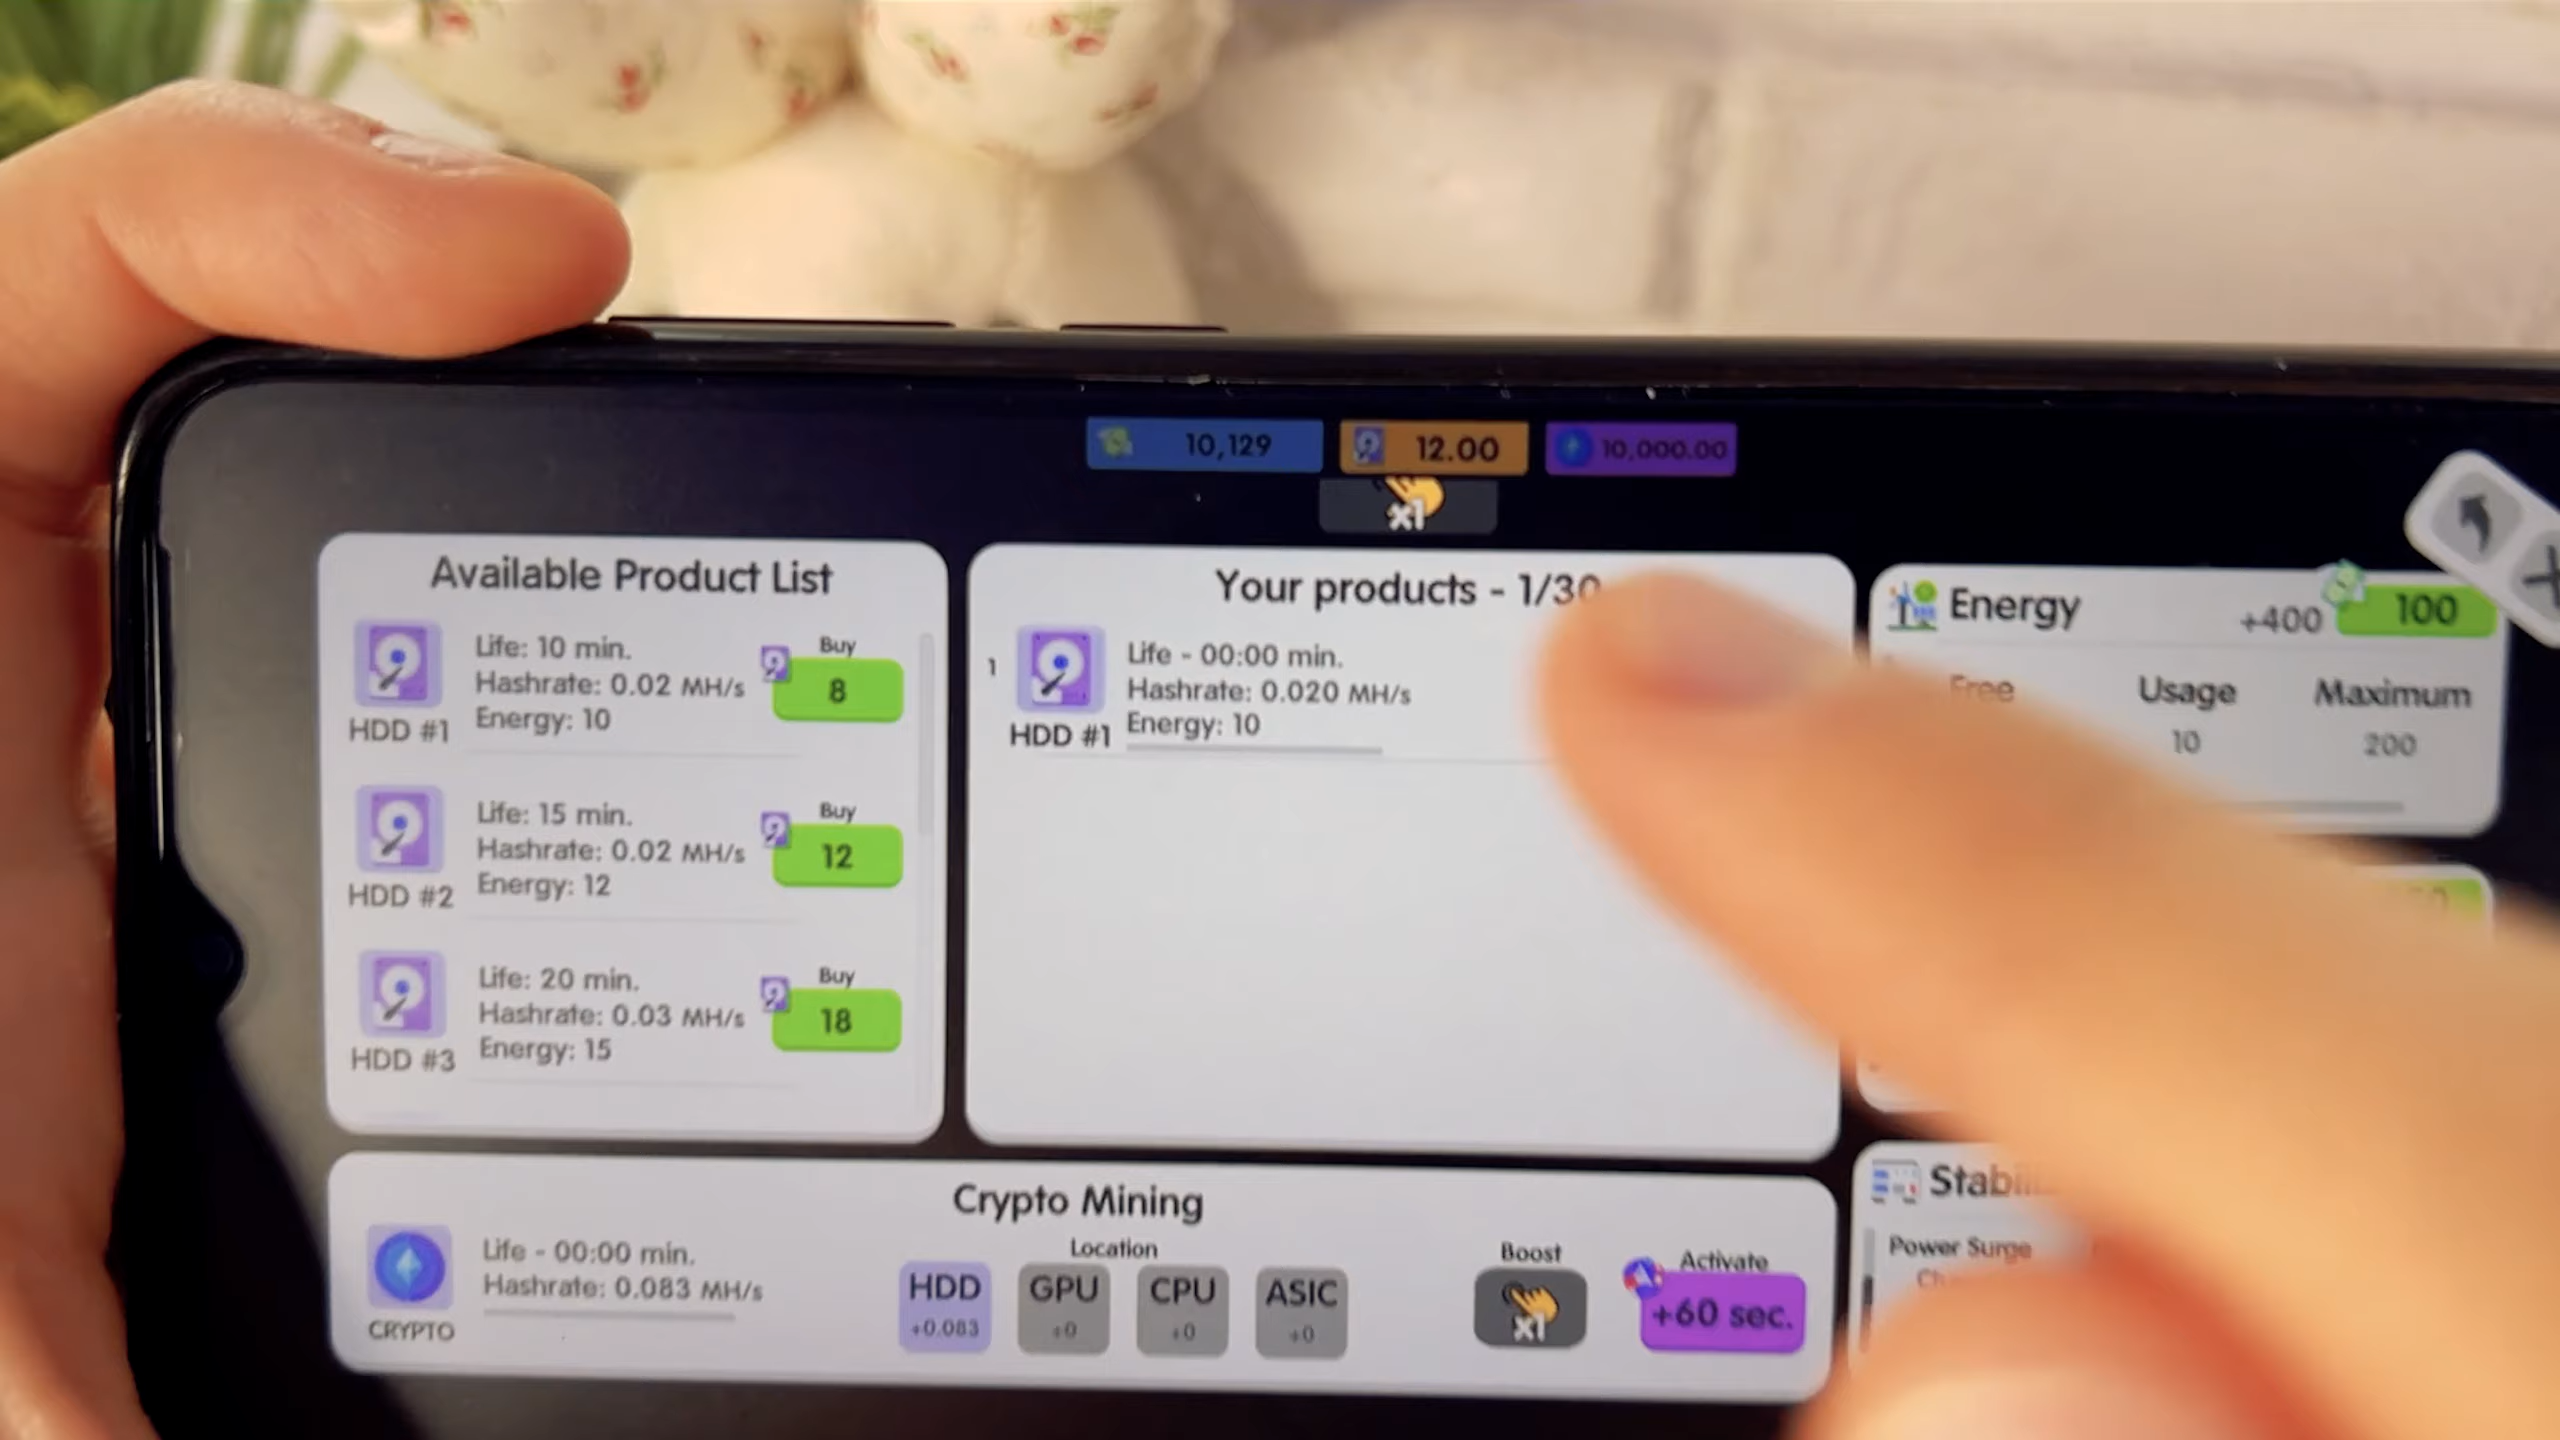 10,129
12.00
10,000.00
x1
Available Product List
Life: 10 min.
Hashrate: 0.02 MH/s
Energy: 10
HDD #1
Buy
8
Life: 15 min.
Hashrate: 0.02 MH/s
Energy: 12
HDD #2
Buy
12
Life: 20 min.
Hashrate: 0.03 MH/s
Energy: 15
HDD #3
Buy
18
Your products - 1/30
1
Life - 00:00 min.
Hashrate: 0.020 MH/s
Energy: 10
HDD #1
Energy
+400
100
Free
Usage
Maximum
10
200
Crypto Mining
Life - 00:00 min.
Hashrate: 0.083 MH/s
CRYPTO
Location
HDD
+0.083
GPU
+0
CPU
+0
ASIC
+0
Boost
x1
Activate
+60 sec.
Power Surge